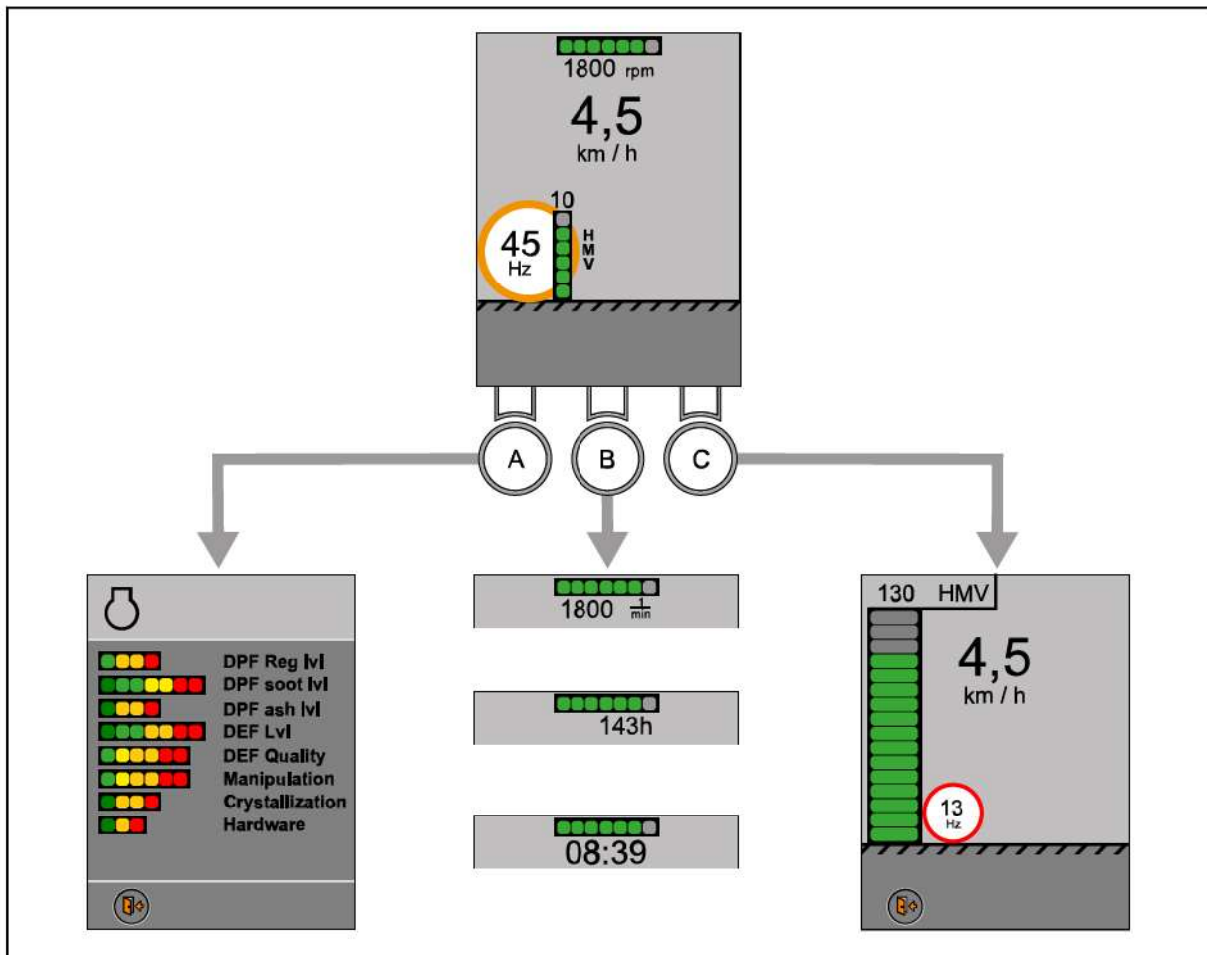 1800 rpm
4,5
km / h
10
45
Hz
H
M
V
A
B
C
DPF Reg lvl
DPF soot lvl
DPF ash lvl
DEF Lvl
DEF Quality
Manipulation
Crystallization
Hardware
1800 1/min
143h
08:39
130 HMV
4,5
km / h
13
Hz